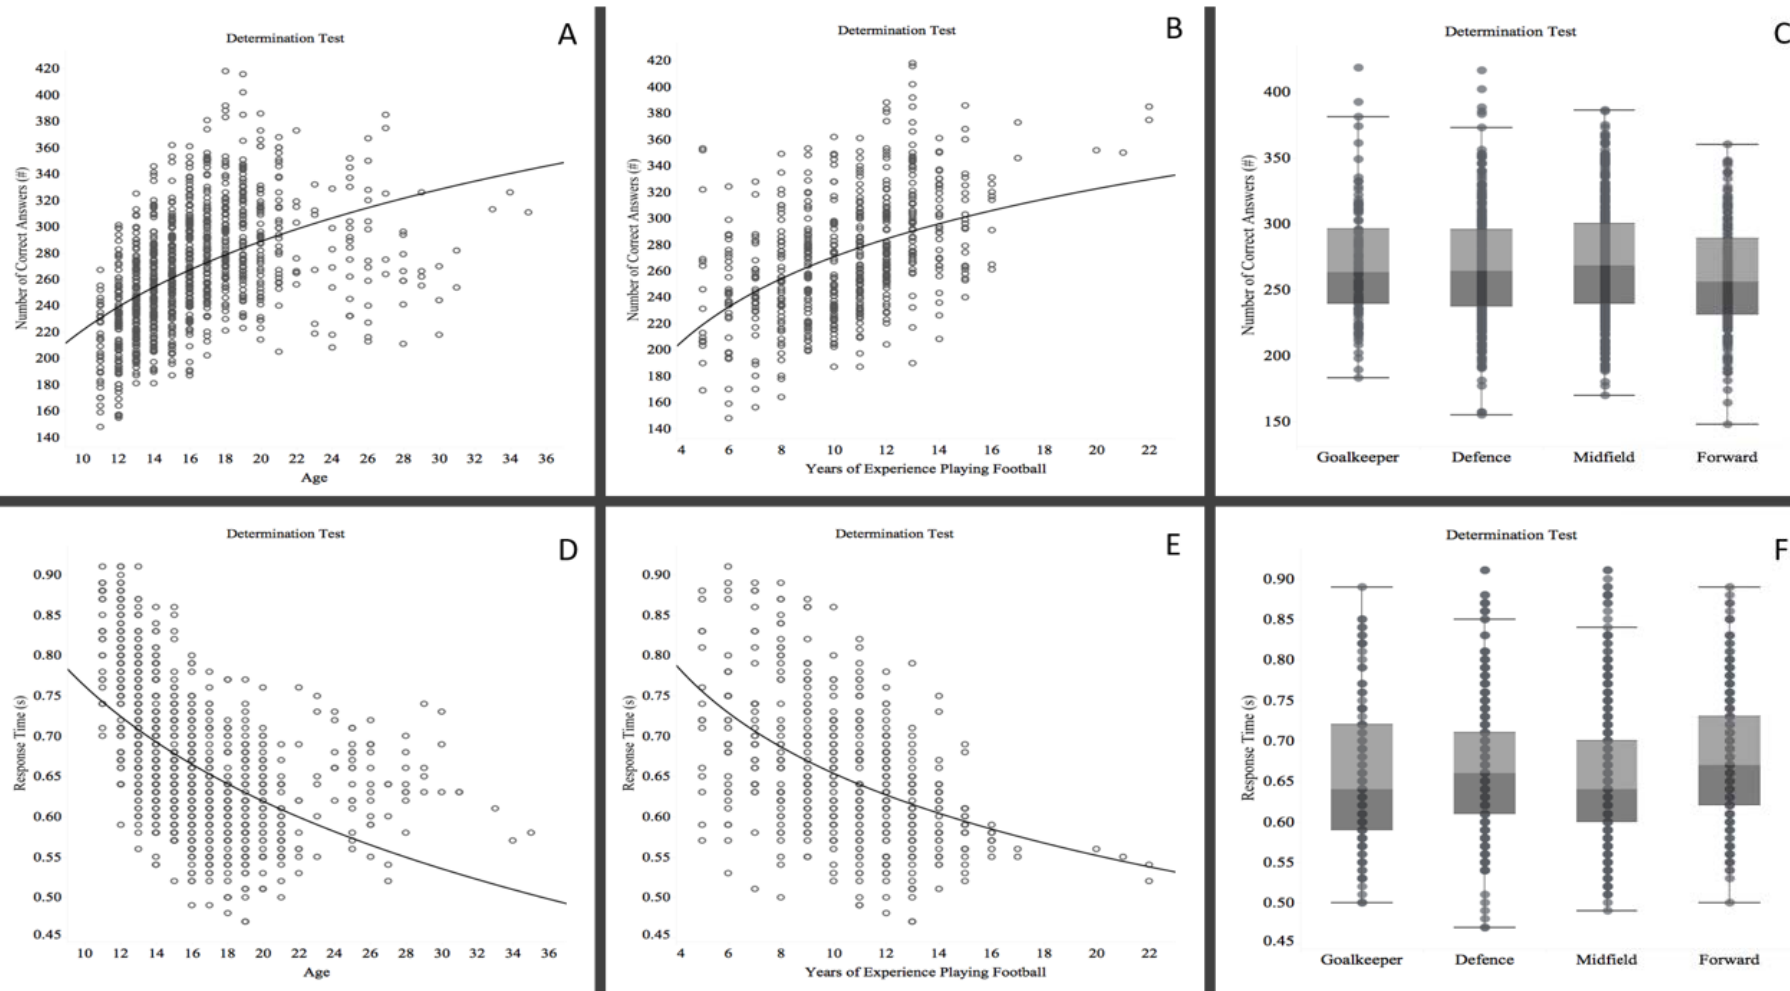 A
Determination Test
Number of Correct Answers (#)
420
400
380
360
340
320
300
280
260
240
220
200
180
160
140
10 12 14 16 18 20 22 24 26 28 30 32 34 36
Age
B
Determination Test
Number of Correct Answers (#)
420
400
380
360
340
320
300
280
260
240
220
200
180
160
140
4 6 8 10 12 14 16 18 20 22
Years of Experience Playing Football
C
Determination Test
Number of Correct Answers (#)
400
350
300
250
200
150
Goalkeeper Defence Midfield Forward
D
Determination Test
Response Time (s)
0.90
0.85
0.80
0.75
0.70
0.65
0.60
0.55
0.50
0.45
10 12 14 16 18 20 22 24 26 28 30 32 34 36
Age
E
Determination Test
Response Time (s)
0.90
0.85
0.80
0.75
0.70
0.65
0.60
0.55
0.50
0.45
4 6 8 10 12 14 16 18 20 22
Years of Experience Playing Football
F
Determination Test
Response Time (s)
0.90
0.85
0.80
0.75
0.70
0.65
0.60
0.55
0.50
0.45
Goalkeeper Defence Midfield Forward